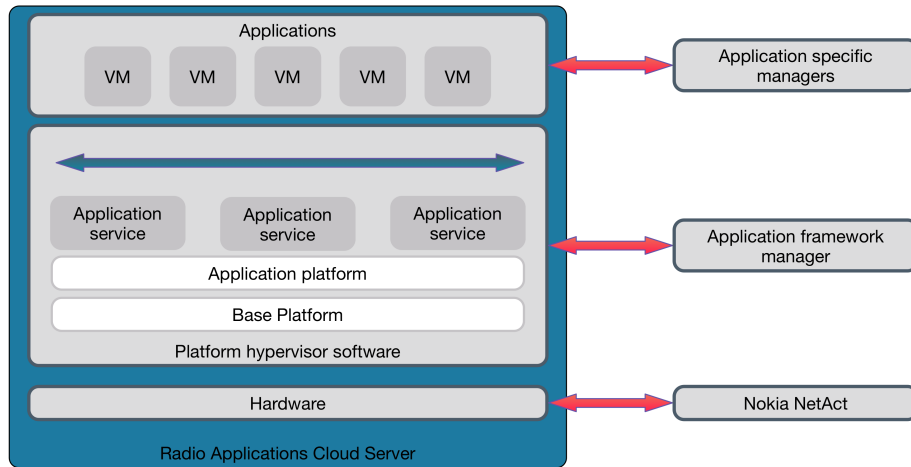 Applications
VM VM VM VM VM
Application specific
managers
Application
service
Application
service
Application
service
Application framework
manager
Application platform
Base Platform
Platform hypervisor software
Hardware
Nokia NetAct
Radio Applications Cloud Server